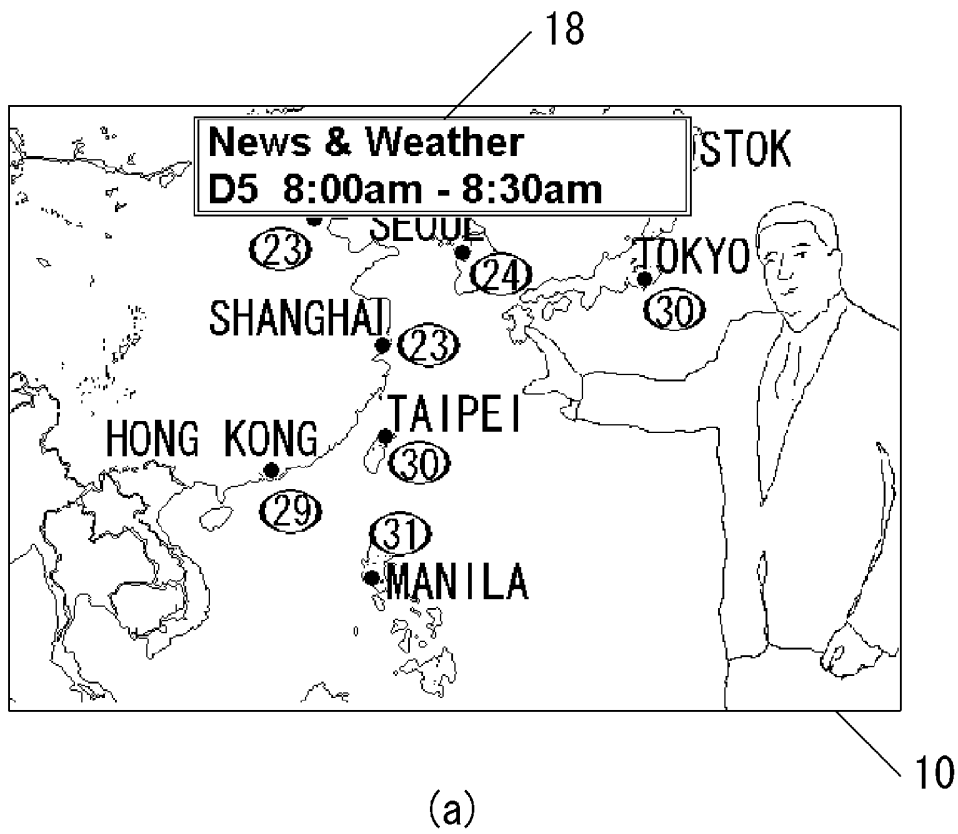 18
News & Weather
D5 8:00am - 8:30am
STOK
SEOUL
23
24
TOKYO
30
SHANGHAI
23
TAIPEI
HONG KONG
30
29
31
MANILA
10
(a)